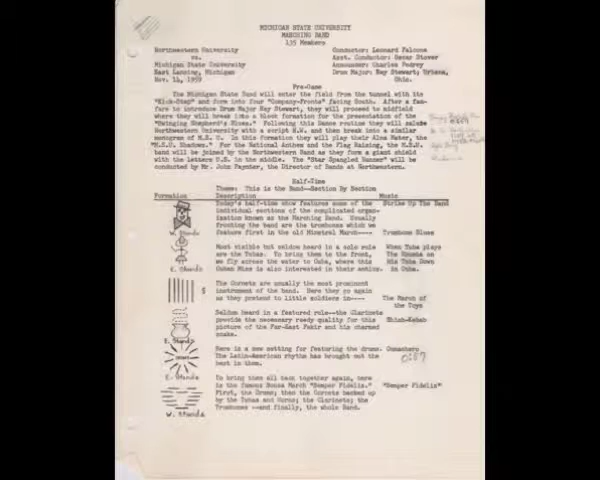 MICHIGAN STATE UNIVERSITY
MARCHING BAND
135 Members
Northwestern University Conductor: Leonard Falcone
vs. Asst. Conductor: Oscar Stover
Michigan State University Announcer: Charles Pedrey
East Lansing, Michigan Drum Major: Ray Stewart; Urbana,
Nov. 14, 1959 Ohio.
Pre-Game
The Michigan State Band will enter the field from the tunnel with its
"Kick-Step" and form into four "Company-Fronts" facing South. After a fan-
fare to introduce Drum Major Ray Stewart, they will proceed to midfield
where they will break into a block formation for the presentation of the
"Swinging Shepherd's Blues." Following this Dance routine they will salute
Northwestern University with a script N.W. and then break into a similar
monogram of M.S. U. In this formation they will play their Alma Mater, the
"M.S.U. Shadows." For the National Anthem and the Flag Raising, the M.S.U.
band will be joined by the Northwestern Band as they form a giant shield
with the letters U.S. in the middle. The "Star Spangled Banner" will be
conducted by Mr. John Paynter, the Director of Bands at Northwestern.
Half-Time
Theme: This is the Band--Section By Section
Formation Description Music
Today's half-time show features some of the Strike Up The Band
individual sections of the complicated organ-
ization known as the Marching Band. Usually
fronting the band are the trombones which we
W. Stands
feature first in the old Minstrel March---- Trombone Blues
Most visible but seldom heard in a solo role When Yuba plays
are the Tubas. To bring them to the front, The Rhumba on
we fly across the water to Cuba, where this His Tuba Down
Cuban Miss is also interested in their antics. In Cuba.
E. Stands
The Cornets are usually the most prominent
instrument of the band. Here they go again
as they pretend to little soldiers in---- The March of
the Toys
Seldom heard in a featured role--the Clarinets
provide the necessary reedy quality for this Shish-Kebab
picture of the Far-East Fakir and his charmed
snake.
E. Stands
Here is a new setting for featuring the drums.
The Latin-American rhythm has brought out the
best in them.
E. Stands
To bring them all back together again, here
is the famous Sousa March "Semper Fidelis." "Semper Fidelis"
First, the Drums; then the Cornets backed up
by the Tubas and Horns; the Clarinets; the
Trombones --and finally, the whole Band.
W. Stands